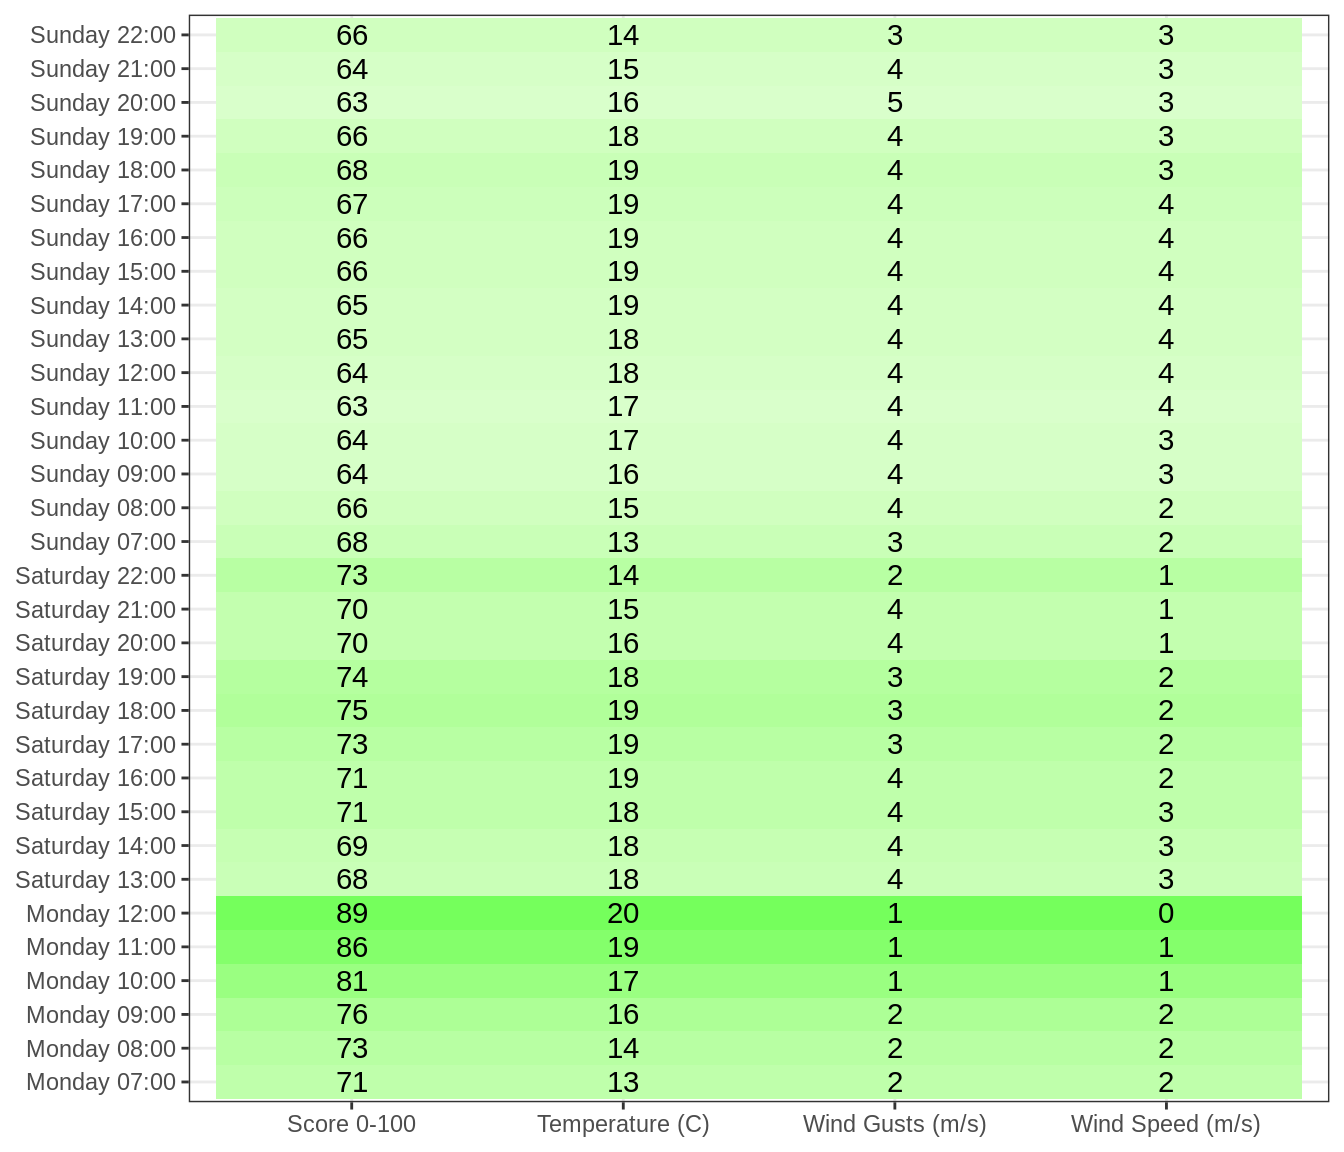 Sunday 22:00 66 14 3 3
Sunday 21:00 64 15 4 3
Sunday 20:00 63 16 5 3
Sunday 19:00 66 18 4 3
Sunday 18:00 68 19 4 3
Sunday 17:00 67 19 4 4
Sunday 16:00 66 19 4 4
Sunday 15:00 66 19 4 4
Sunday 14:00 65 19 4 4
Sunday 13:00 65 18 4 4
Sunday 12:00 64 18 4 4
Sunday 11:00 63 17 4 4
Sunday 10:00 64 17 4 3
Sunday 09:00 64 16 4 3
Sunday 08:00 66 15 4 2
Sunday 07:00 68 13 3 2
Saturday 22:00 73 14 2 1
Saturday 21:00 70 15 4 1
Saturday 20:00 70 16 4 1
Saturday 19:00 74 18 3 2
Saturday 18:00 75 19 3 2
Saturday 17:00 73 19 3 2
Saturday 16:00 71 19 4 2
Saturday 15:00 71 18 4 3
Saturday 14:00 69 18 4 3
Saturday 13:00 68 18 4 3
Monday 12:00 89 20 1 0
Monday 11:00 86 19 1 1
Monday 10:00 81 17 1 1
Monday 09:00 76 16 2 2
Monday 08:00 73 14 2 2
Monday 07:00 71 13 2 2
Score 0-100 Temperature (C) Wind Gusts (m/s) Wind Speed (m/s)